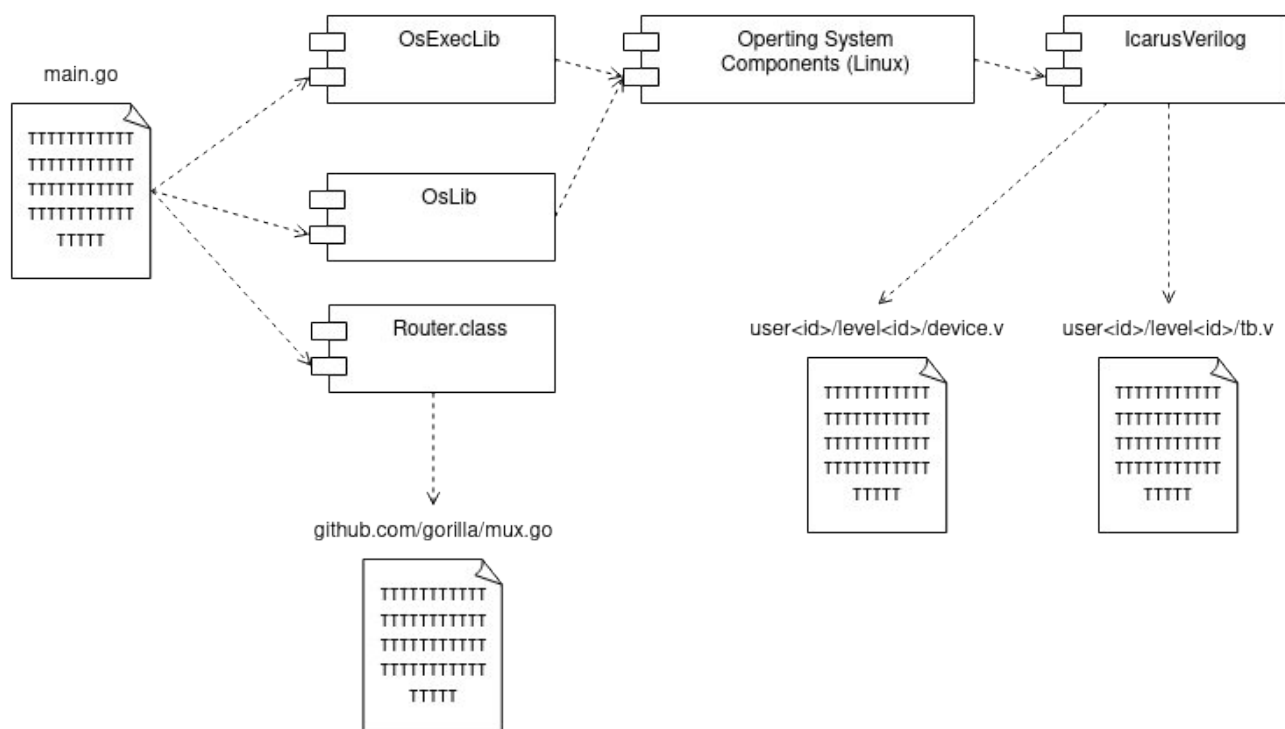 OsExecLib
Operting System
Components (Linux)
IcarusVerilog
main.go
TTTTTTTTTTT
TTTTTTTTTTT
TTTTTTTTTTT
TTTTTTTTTTT
TTTTT
OsLib
Router.class
user<id>/level<id>/device.v
user<id>/level<id>/tb.v
TTTTTTTTTTT
TTTTTTTTTTT
TTTTTTTTTTT
TTTTTTTTTTT
TTTTT
TTTTTTTTTTT
TTTTTTTTTTT
TTTTTTTTTTT
TTTTTTTTTTT
TTTTT
github.com/gorilla/mux.go
TTTTTTTTTTT
TTTTTTTTTTT
TTTTTTTTTTT
TTTTTTTTTTT
TTTTT